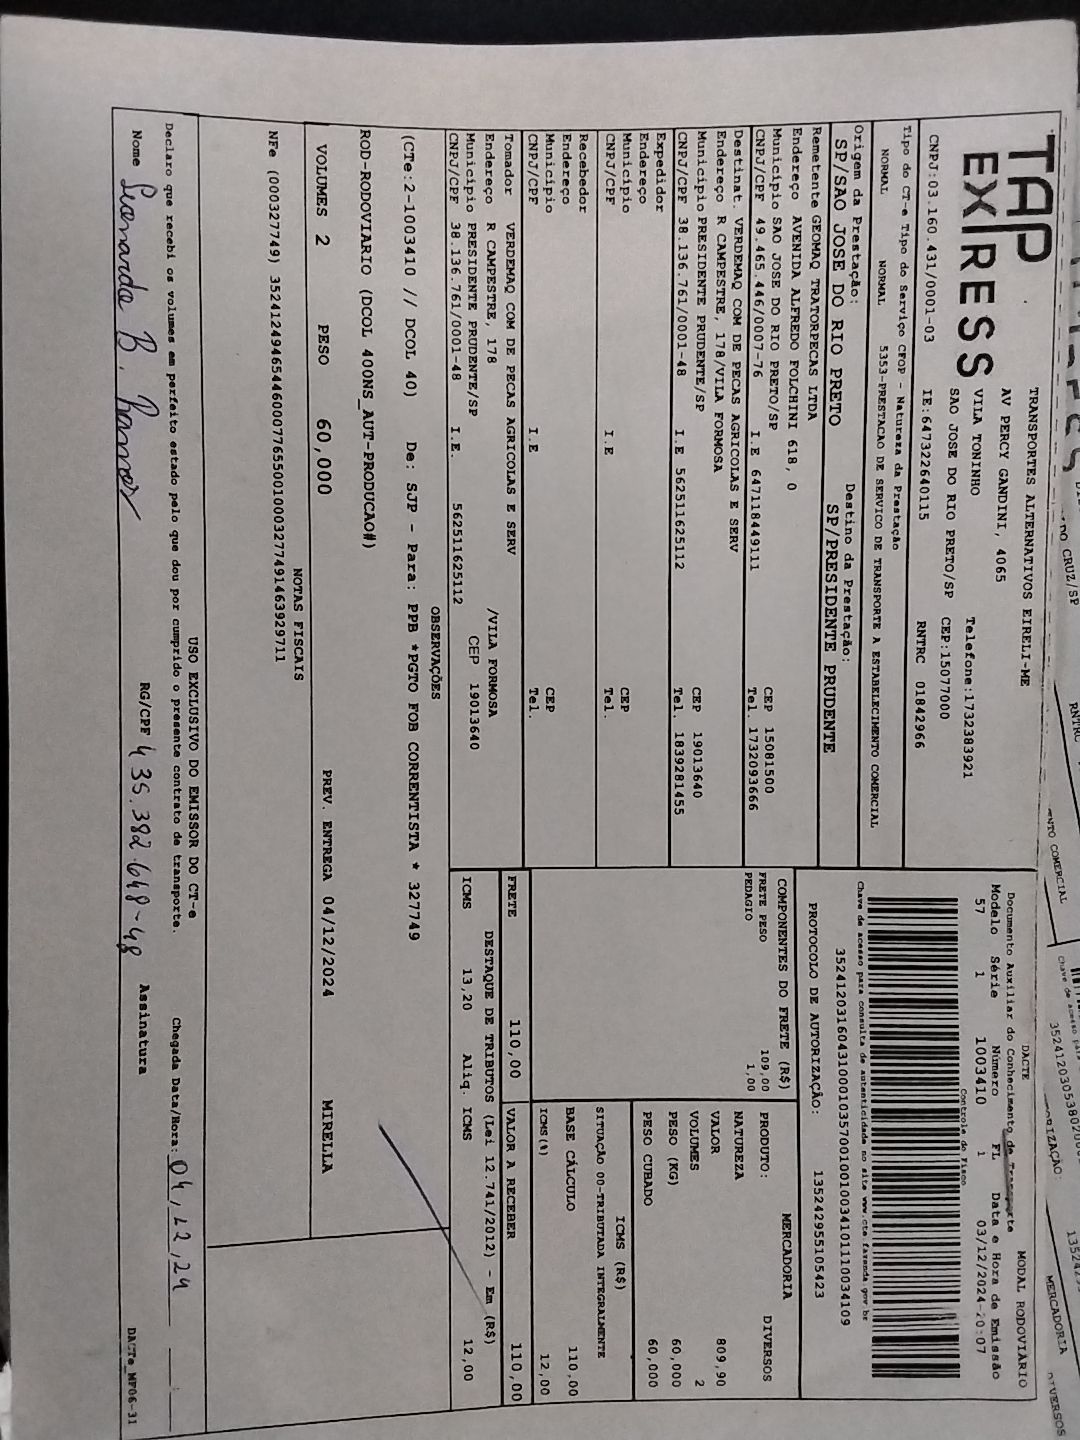 TAP
EXPRESS
TRANSPORTES ALTERNATIVOS EIRELI-ME
AV PERCY GANDINI, 4065
VILA TONINHO Telefone:1732383921
SAO JOSE DO RIO PRETO/SP CEP:15077000
CNPJ:03.160.431/0001-03 IE:647322640115 RNTRC 01842966
Tipo do CT-e Tipo do Serviço CFOP - Natureza da Prestação
NORMAL NORMAL 5353-PRESTACAO DE SERVICO DE TRANSPORTE A ESTABELECIMENTO COMERCIAL
Origem da Prestação: Destino da Prestação:
SP/SAO JOSE DO RIO PRETO SP/PRESIDENTE PRUDENTE
DACTE MODAL RODOVIÁRIO
Documento Auxiliar do Conhecimento de Transporte
Modelo Série Número FL Data e Hora de Emissão
57 1 1003410 1 03/12/2024-20:07
Controle do Fisco
Chave de acesso para consulta de autenticidade no site www.cte.fazenda.gov.br
35241203160431000103570010010034101110034109
PROTOCOLO DE AUTORIZAÇÃO: 135242955105423
Remetente GEOMAQ TRATORPECAS LTDA
Endereço AVENIDA ALFREDO FOLCHINI 618, 0
Município SAO JOSE DO RIO PRETO/SP CEP 15081500
CNPJ/CPF 49.465.446/0007-76 I.E 647118449111 Tel. 1732093666
Destinat. VERDEMAQ COM DE PECAS AGRICOLAS E SERV
Endereço R CAMPESTRE, 178/VILA FORMOSA
Município PRESIDENTE PRUDENTE/SP CEP 19013640
CNPJ/CPF 38.136.761/0001-48 I.E 562511625112 Tel. 1839281455
Expedidor
Endereço
Município CEP
CNPJ/CPF I.E Tel.
Recebedor
Endereço
Município CEP
CNPJ/CPF I.E Tel.
Tomador VERDEMAQ COM DE PECAS AGRICOLAS E SERV
Endereço R CAMPESTRE, 178 /VILA FORMOSA
Município PRESIDENTE PRUDENTE/SP CEP 19013640
CNPJ/CPF 38.136.761/0001-48 I.E. 562511625112
COMPONENTES DO FRETE (R$)
FRETE PESO 109,00
PEDAGIO 1,00
MERCADORIA
PRODUTO: DIVERSOS
NATUREZA
VALOR 809,90
VOLUMES 2
PESO (KG) 60,000
PESO CUBADO 60,000
ICMS (R$)
SITUAÇÃO 00-TRIBUTADA INTEGRALMENTE
BASE CÁLCULO 110,00
ICMS(%) 12,00
FRETE 110,00 VALOR A RECEBER 110,00
DESTAQUE DE TRIBUTOS (Lei 12.741/2012) - Em (R$)
ICMS 13,20 Aliq. ICMS 12,00
OBSERVAÇÕES
(CTe:2-1003410 // DCOL 40) De: SJP - Para: PPB *PGTO FOB CORRENTISTA * 327749
ROD-RODOVIARIO (DCOL 400NS_AUT-PRODUCAO#)
VOLUMES 2 PESO 60,000 PREV. ENTREGA 04/12/2024 MIRELLA
NOTAS FISCAIS
NFe (000327749) 35241249465446000776550010003277491463929711
USO EXCLUSIVO DO EMISSOR DO CT-e
Declaro que recebi os volumes em perfeito estado pelo que dou por cumprido o presente contrato de transporte. Chegada Data/Hora: 04/12/24
Nome Leonardo B. Ramos RG/CPF 435.382.648-48 Assinatura
DACTe_MF06-31